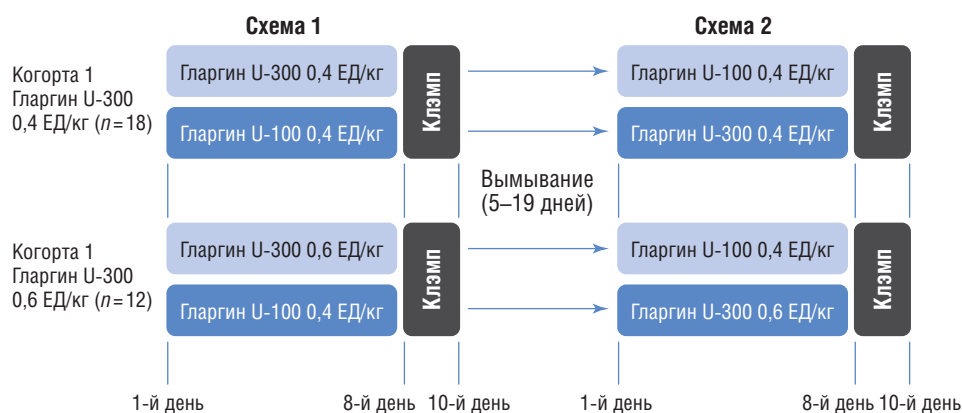 Схема 1
Схема 2
Когорта 1
Гларгин U-300
0,4 ЕД/кг (n=18)
Гларгин U-300 0,4 ЕД/кг
Гларгин U-100 0,4 ЕД/кг
Клэмп
Гларгин U-100 0,4 ЕД/кг
Гларгин U-300 0,4 ЕД/кг
Клэмп
Вымывание
(5–19 дней)
Когорта 1
Гларгин U-300
0,6 ЕД/кг (n=12)
Гларгин U-300 0,6 ЕД/кг
Гларгин U-100 0,4 ЕД/кг
Клэмп
Гларгин U-100 0,4 ЕД/кг
Гларгин U-300 0,6 ЕД/кг
Клэмп
1-й день
8-й день
10-й день
1-й день
8-й день
10-й день